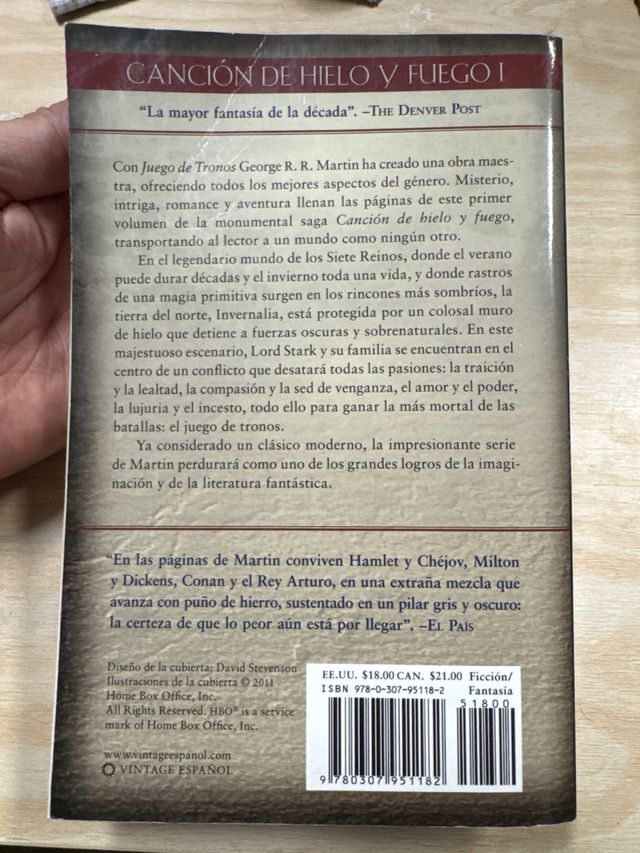 CANCIÓN DE HIELO Y FUEGO I
“La mayor fantasía de la década”. –THE DENVER POST
Con Juego de Tronos George R. R. Martin ha creado una obra maes-
tra, ofreciendo todos los mejores aspectos del género. Misterio,
intriga, romance y aventura llenan las páginas de este primer
volumen de la monumental saga Canción de hielo y fuego,
transportando al lector a un mundo como ningún otro.
En el legendario mundo de los Siete Reinos, donde el verano
puede durar décadas y el invierno toda una vida, y donde rastros
de una magia primitiva surgen en los rincones más sombríos, la
tierra del norte, Invernalia, está protegida por un colosal muro
de hielo que detiene a fuerzas oscuras y sobrenaturales. En este
majestuoso escenario, Lord Stark y su familia se encuentran en el
centro de un conflicto que desatará todas las pasiones: la traición
y la lealtad, la compasión y la sed de venganza, el amor y el poder,
la lujuria y el incesto, todo ello para ganar la más mortal de las
batallas: el juego de tronos.
Ya considerado un clásico moderno, la impresionante serie
de Martin perdurará como uno de los grandes logros de la imagi-
nación y de la literatura fantástica.
“En las páginas de Martin conviven Hamlet y Chéjov, Milton
y Dickens, Conan y el Rey Arturo, en una extraña mezcla que
avanza con puño de hierro, sustentado en un pilar gris y oscuro:
la certeza de que lo peor aún está por llegar”. –EL PAÍS
Diseño de la cubierta: David Stevenson
Ilustraciones de la cubierta © 2011
Home Box Office, Inc.
All Rights Reserved. HBO® is a service
mark of Home Box Office, Inc.
www.vintageespañol.com
VINTAGE ESPAÑOL
EE.UU. $18.00 CAN. $21.00 Ficción/
Fantasía
ISBN 978-0-307-95118-2
51800
9 780307 951182